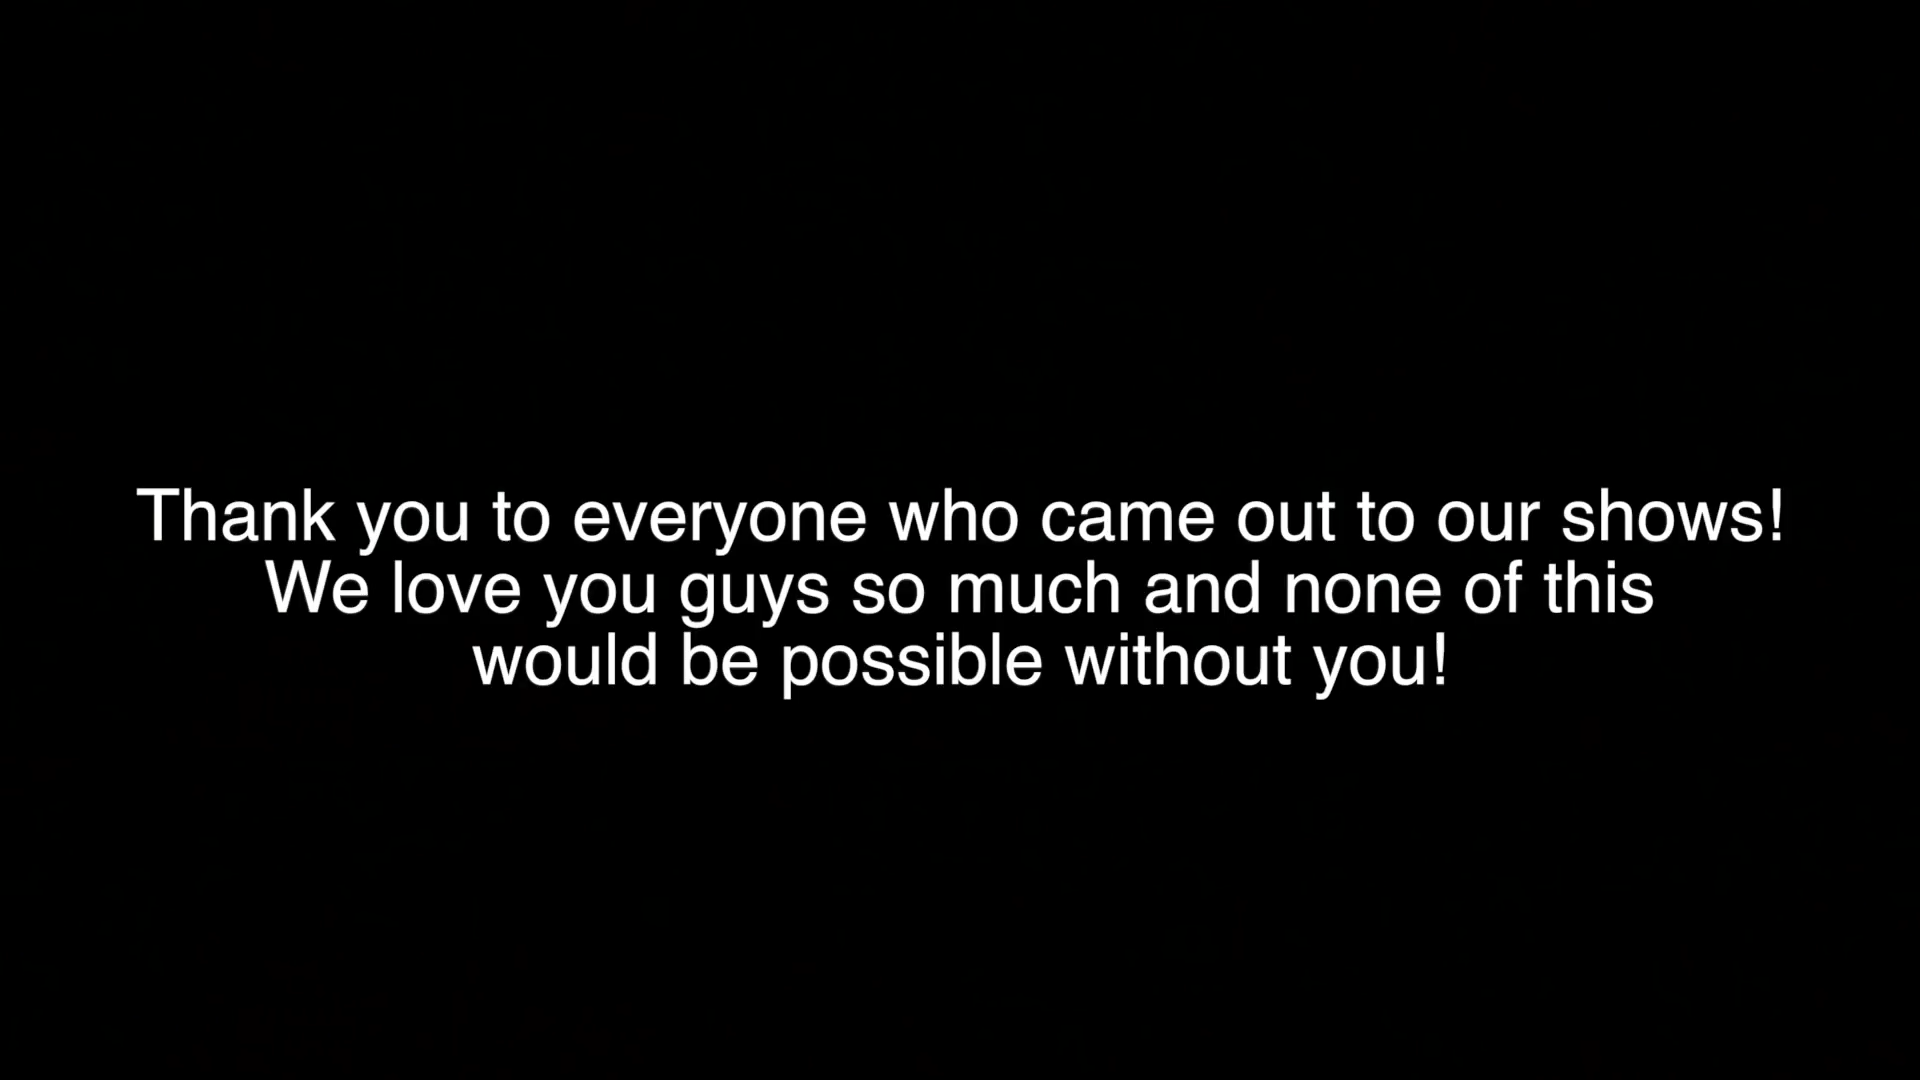 Thank you to everyone who came out to our shows!
We love you guys so much and none of this
would be possible without you!